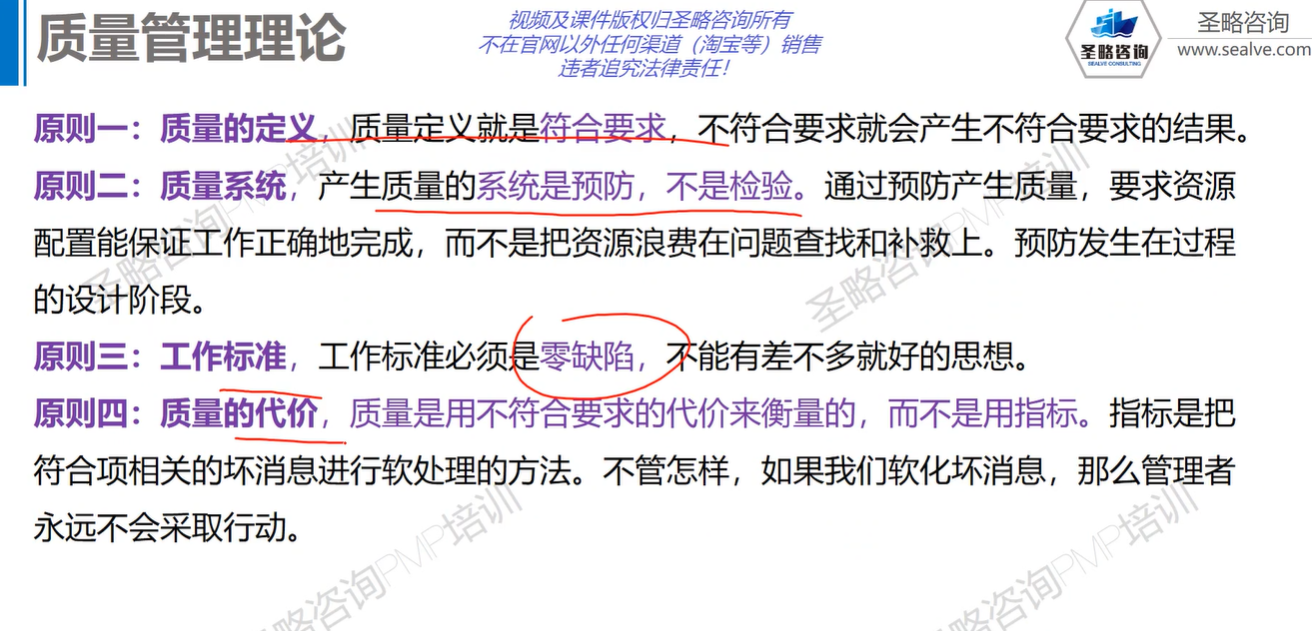 质量管理理论
视频及课件版权归圣略咨询所有
不在官网以外任何渠道（淘宝等）销售
违者追究法律责任！
圣略咨询
SEALVE CONSULTING
圣略咨询
www.sealve.com
原则一：质量的定义，质量定义就是符合要求，不符合要求就会产生不符合要求的结果。
原则二：质量系统，产生质量的系统是预防，不是检验。通过预防产生质量，要求资源
配置能保证工作正确地完成，而不是把资源浪费在问题查找和补救上。预防发生在过程
的设计阶段。
原则三：工作标准，工作标准必须是零缺陷，不能有差不多就好的思想。
原则四：质量的代价，质量是用不符合要求的代价来衡量的，而不是用指标。指标是把
符合项相关的坏消息进行软处理的方法。不管怎样，如果我们软化坏消息，那么管理者
永远不会采取行动。
圣略咨询PMP培训
圣略咨询PMP培训
圣略咨询PMP培训
圣略咨询PMP培训